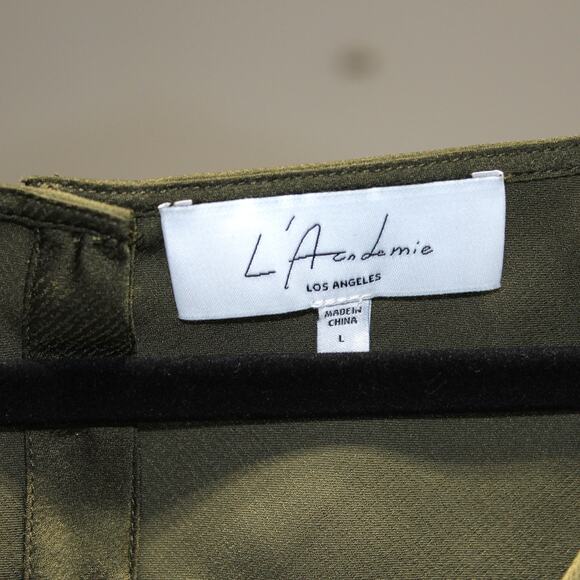 L'Academie
LOS ANGELES
MADE IN
CHINA
L